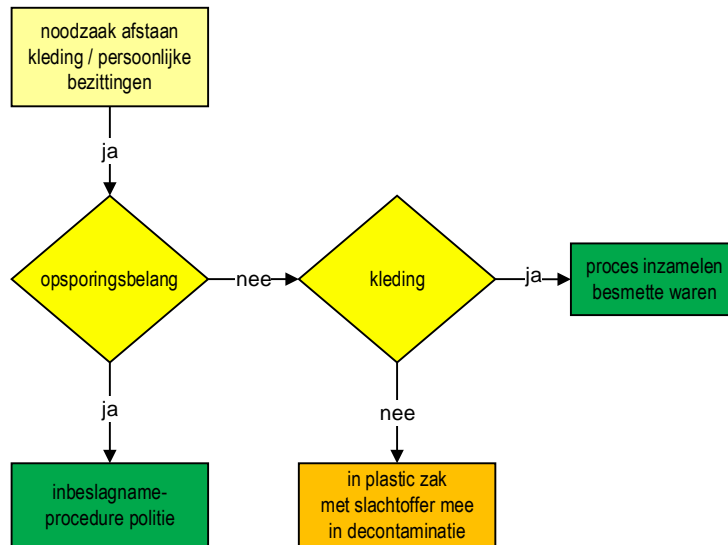 noodzaak afstaan
kleding / persoonlijke
bezittingen
ja
opsporingsbelang
nee
kleding
ja
proces inzamelen
besmette waren
ja
nee
inbeslagname-
procedure politie
in plastic zak
met slachtoffer mee
in decontaminatie